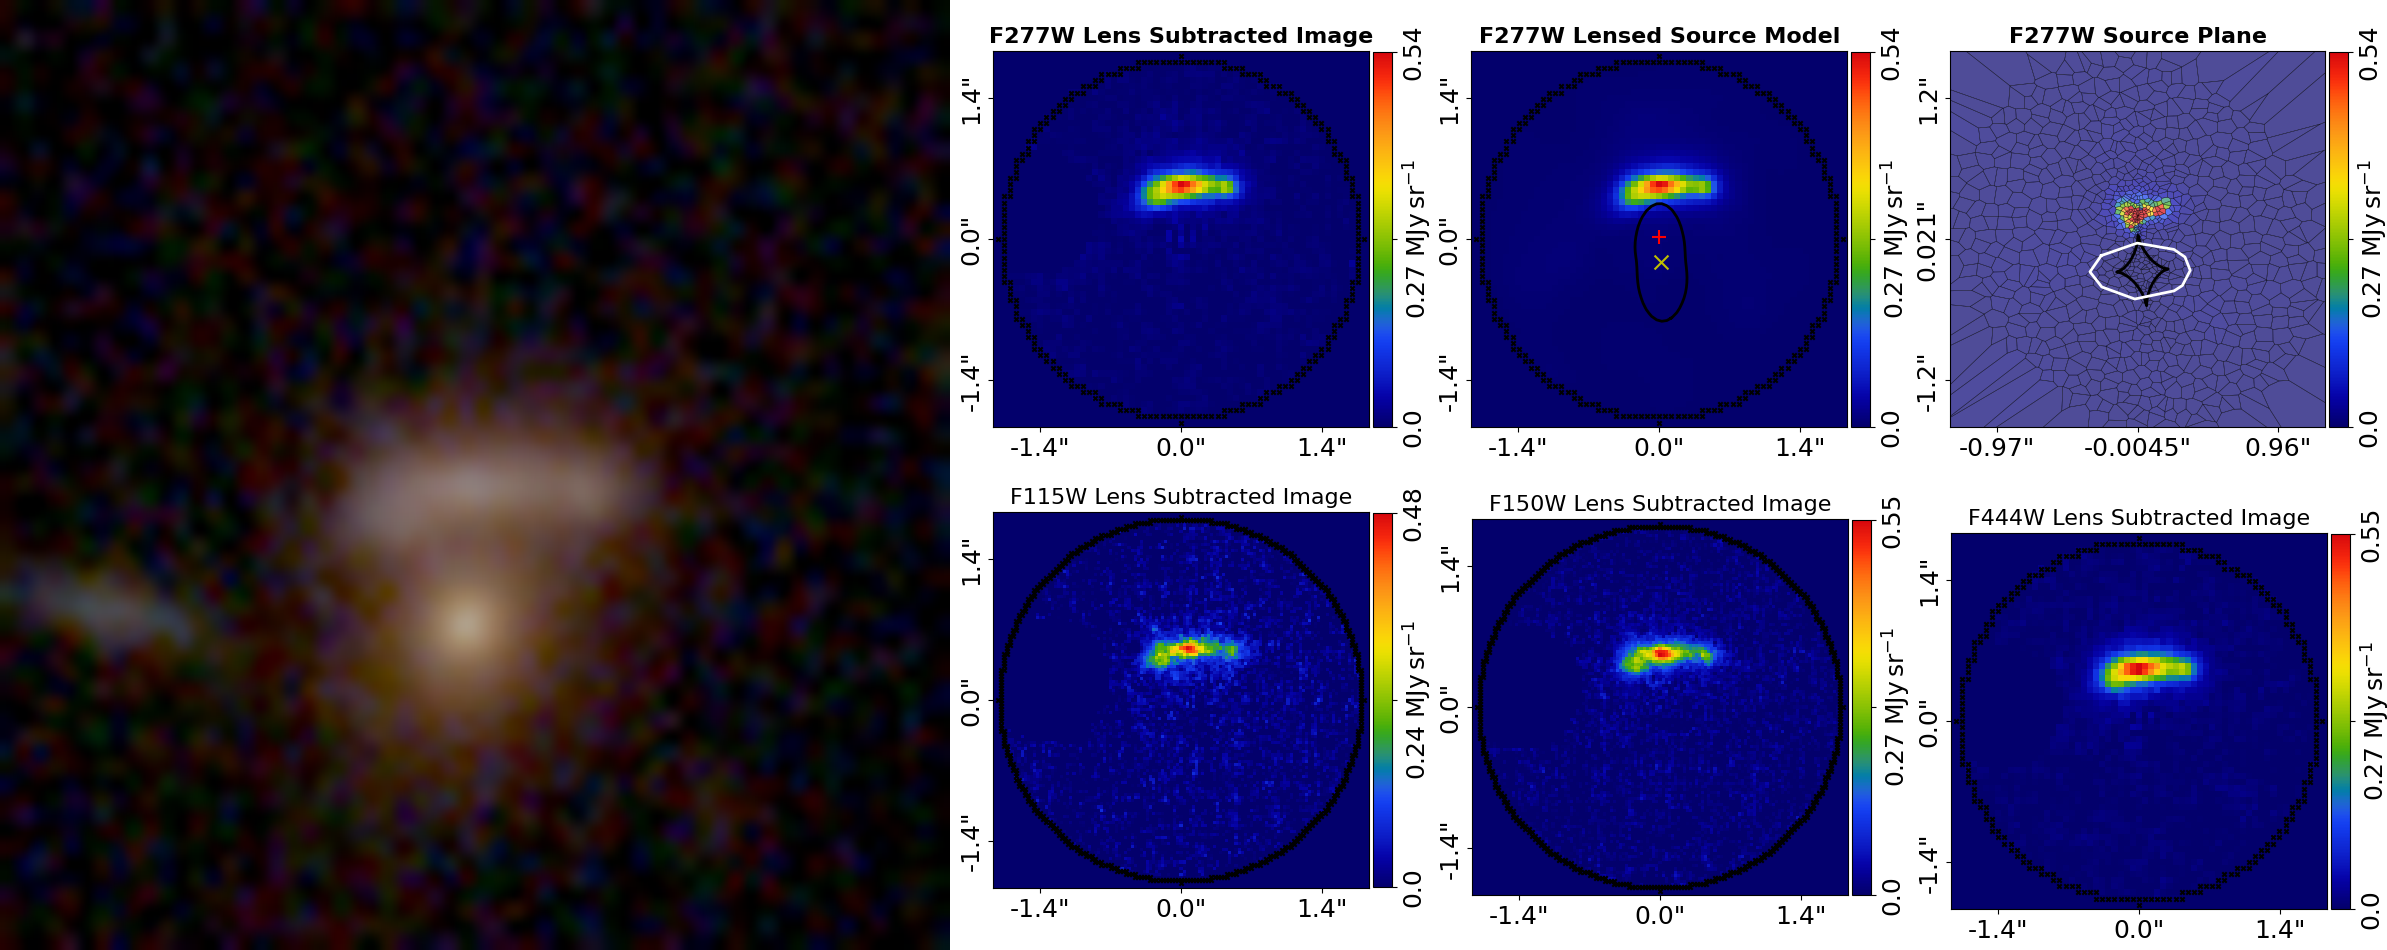 F277W Lens Subtracted Image
1.4"
0.0"
-1.4"
-1.4" 0.0" 1.4"
0.54
0.27 MJy sr⁻¹
0.0
F277W Lensed Source Model
1.4"
0.0"
-1.4"
-1.4" 0.0" 1.4"
0.54
0.27 MJy sr⁻¹
0.0
F277W Source Plane
1.2"
0.021"
-1.2"
-0.97" -0.0045" 0.96"
0.54
0.27 MJy sr⁻¹
0.0
F115W Lens Subtracted Image
1.4"
0.0"
-1.4"
-1.4" 0.0" 1.4"
0.48
0.24 MJy sr⁻¹
0.0
F150W Lens Subtracted Image
1.4"
0.0"
-1.4"
-1.4" 0.0" 1.4"
0.55
0.27 MJy sr⁻¹
0.0
F444W Lens Subtracted Image
1.4"
0.0"
-1.4"
-1.4" 0.0" 1.4"
0.55
0.27 MJy sr⁻¹
0.0